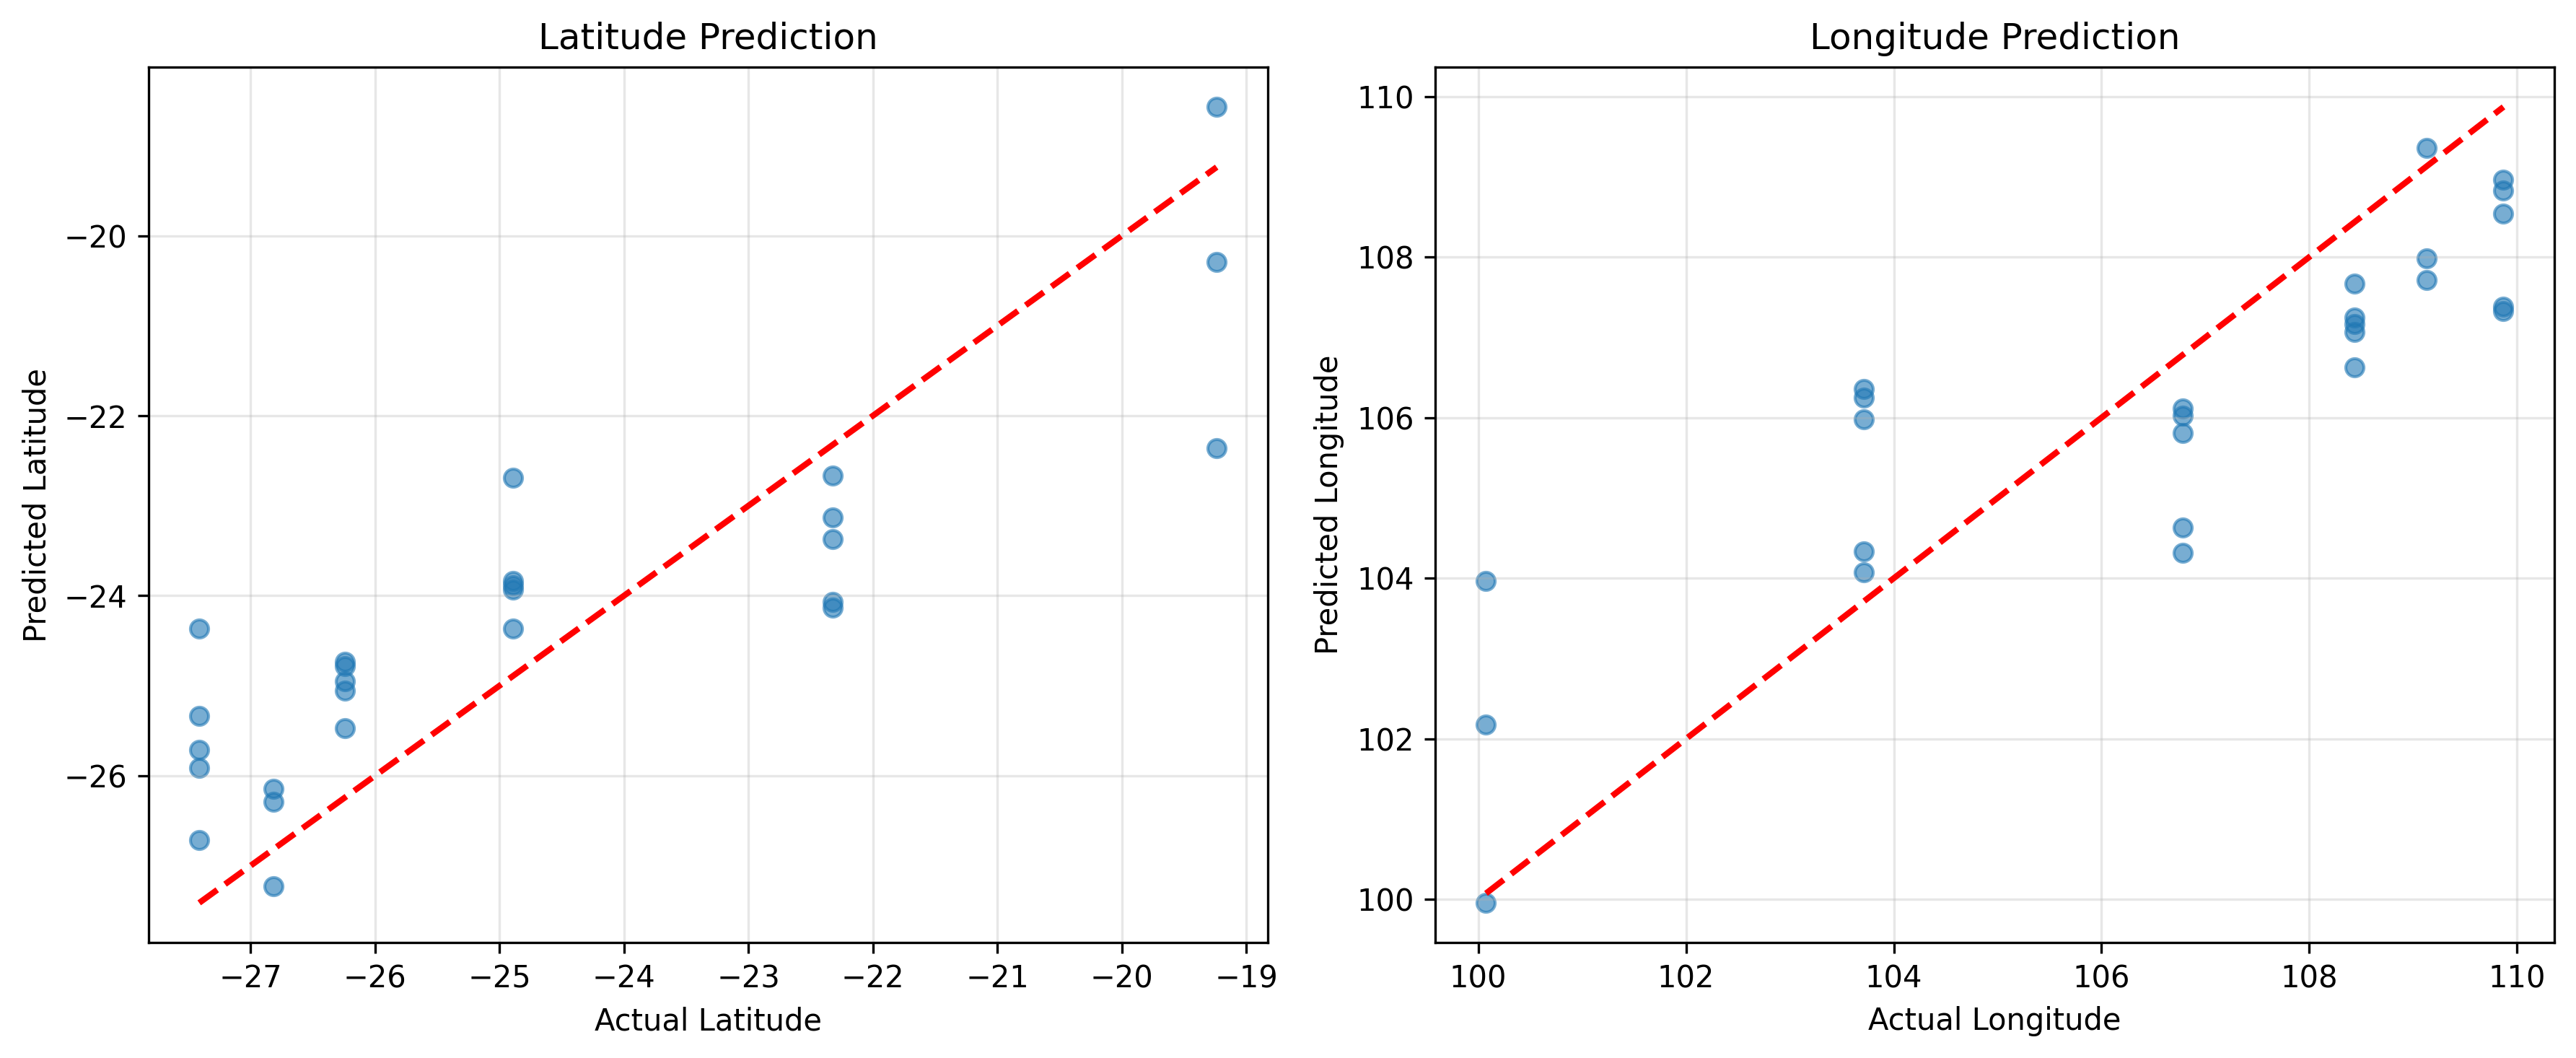 Latitude Prediction
Predicted Latitude
−20
−22
−24
−26
−27 −26 −25 −24 −23 −22 −21 −20 −19
Actual Latitude
Longitude Prediction
Predicted Longitude
110
108
106
104
102
100
100 102 104 106 108 110
Actual Longitude